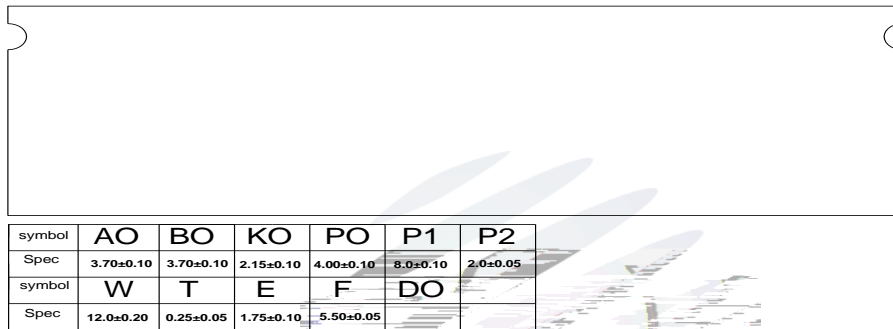 symbol AO BO KO PO P1 P2
Spec 3.70±0.10 3.70±0.10 2.15±0.10 4.00±0.10 8.0±0.10 2.0±0.05
symbol W T E F DO
Spec 12.0±0.20 0.25±0.05 1.75±0.10 5.50±0.05